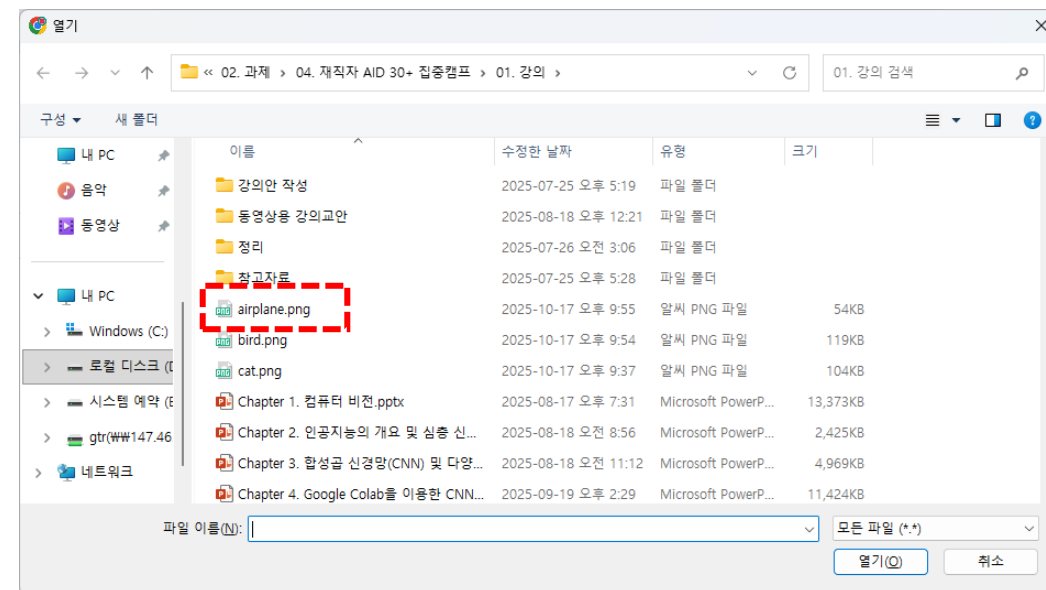 열기
« 02. 과제 › 04. 재직자 AID 30+ 집중캠프 › 01. 강의 ›
01. 강의 검색
구성 새 폴더
이름 수정한 날짜 유형 크기
내 PC
음악
동영상
내 PC
Windows (C:)
로컬 디스크 (D
시스템 예약 (E
gtr(₩₩147.46
네트워크
강의안 작성 2025-07-25 오후 5:19 파일 폴더
동영상용 강의교안 2025-08-18 오후 12:21 파일 폴더
정리 2025-07-26 오전 3:06 파일 폴더
참고자료 2025-07-25 오후 5:28 파일 폴더
airplane.png 2025-10-17 오후 9:55 알씨 PNG 파일 54KB
bird.png 2025-10-17 오후 9:54 알씨 PNG 파일 119KB
cat.png 2025-10-17 오후 9:37 알씨 PNG 파일 104KB
Chapter 1. 컴퓨터 비전.pptx 2025-08-17 오후 7:31 Microsoft PowerP... 13,373KB
Chapter 2. 인공지능의 개요 및 심층 신... 2025-08-18 오전 8:56 Microsoft PowerP... 2,425KB
Chapter 3. 합성곱 신경망(CNN) 및 다양... 2025-08-18 오전 11:12 Microsoft PowerP... 4,969KB
Chapter 4. Google Colab을 이용한 CNN... 2025-09-19 오후 2:29 Microsoft PowerP... 11,424KB
파일 이름(N):
모든 파일 (*.*)
열기(O) 취소